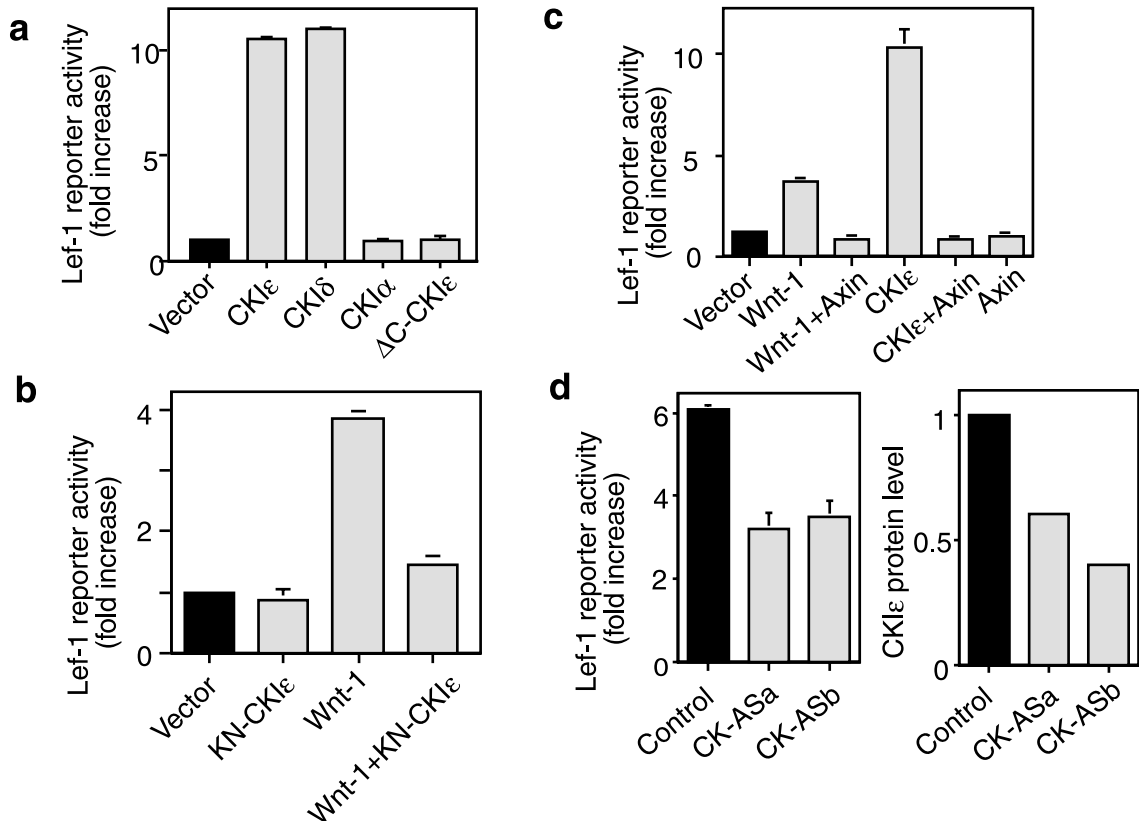 a
Lef-1 reporter activity
(fold increase)
10
5
0
Vector
CKIε
CKIδ
CKIα
ΔC-CKIε
b
Lef-1 reporter activity
(fold increase)
4
2
0
Vector
KN-CKIε
Wnt-1
Wnt-1+KN-CKIε
c
Lef-1 reporter activity
(fold increase)
10
5
0
Vector
Wnt-1
Wnt-1+Axin
CKIε
CKIε+Axin
Axin
d
Lef-1 reporter activity
(fold increase)
6
4
2
0
Control
CK-ASa
CK-ASb
CKIε protein level
1
0.5
0
Control
CK-ASa
CK-ASb